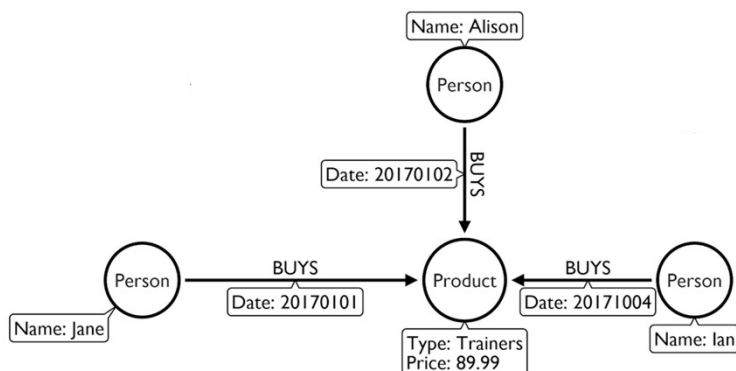 Name: Alison
Person
BUYS
Date: 20170102
Person
BUYS
Date: 20170101
Name: Jane
Product
Type: Trainers
Price: 89.99
BUYS
Date: 20171004
Person
Name: Ian